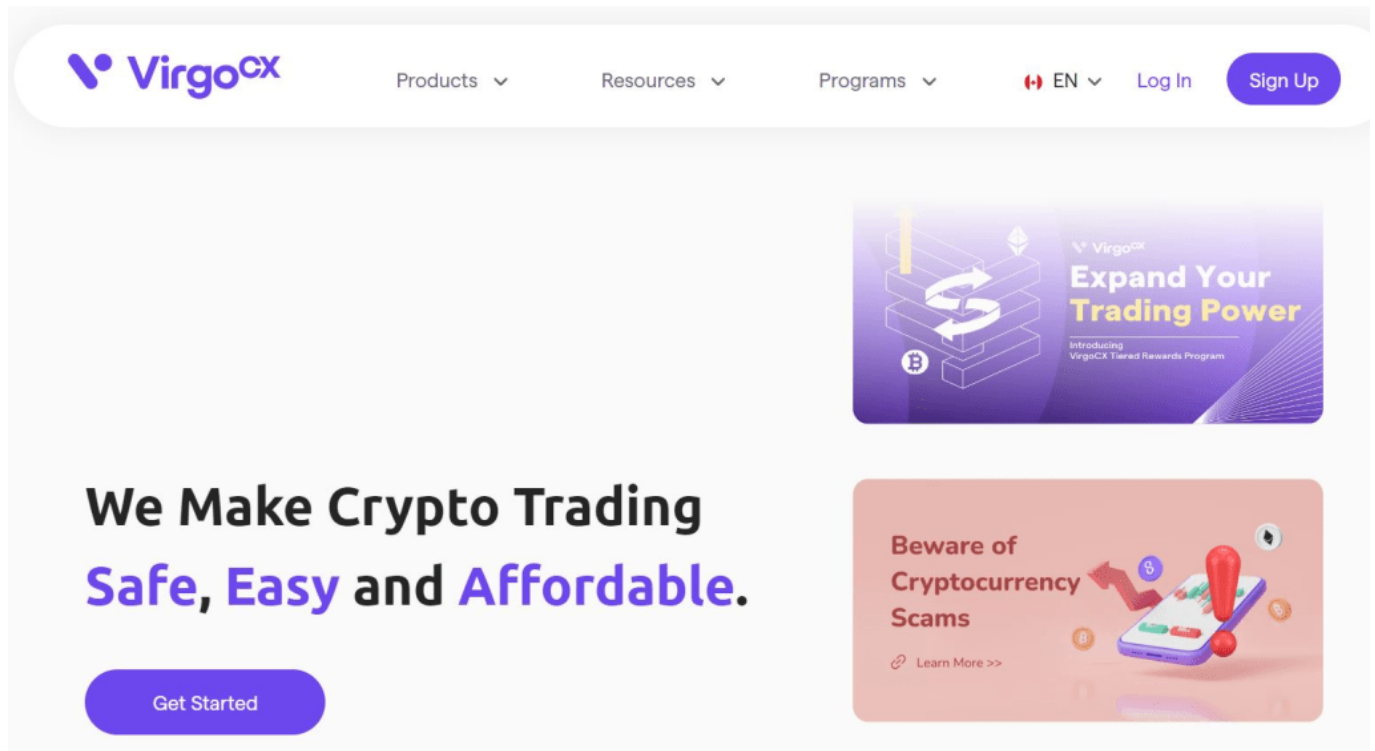 VirgoCX
Products
Resources
Programs
EN
Log In
Sign Up
VirgoCX
Expand Your
Trading Power
Introducing
VirgoCX Tiered Rewards Program
We Make Crypto Trading
Safe, Easy and Affordable.
Get Started
Beware of
Cryptocurrency
Scams
Learn More >>